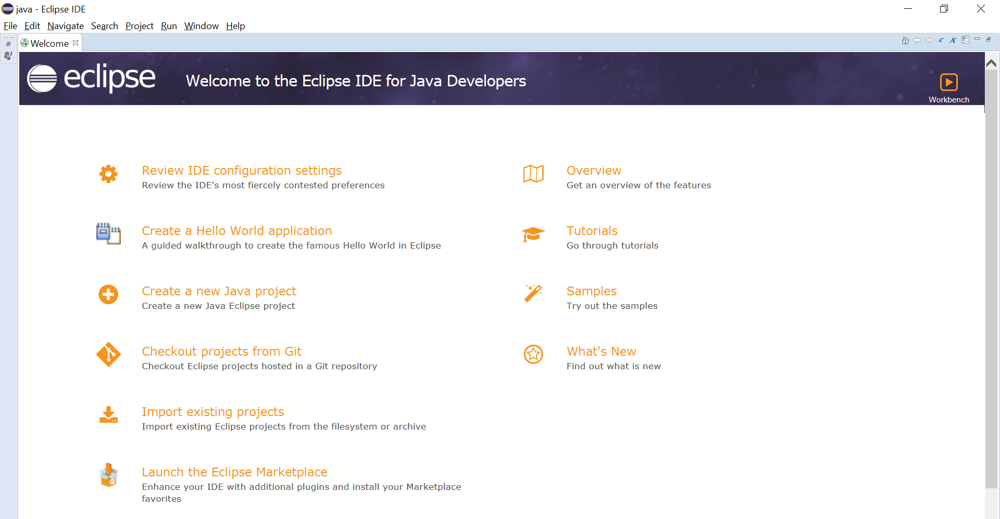 java - Eclipse IDE
File Edit Navigate Search Project Run Window Help
Welcome
eclipse
Welcome to the Eclipse IDE for Java Developers
Workbench
Review IDE configuration settings
Review the IDE's most fiercely contested preferences
Overview
Get an overview of the features
Create a Hello World application
A guided walkthrough to create the famous Hello World in Eclipse
Tutorials
Go through tutorials
Create a new Java project
Create a new Java Eclipse project
Samples
Try out the samples
Checkout projects from Git
Checkout Eclipse projects hosted in a Git repository
What's New
Find out what is new
Import existing projects
Import existing Eclipse projects from the filesystem or archive
Launch the Eclipse Marketplace
Enhance your IDE with additional plugins and install your Marketplace
favorites